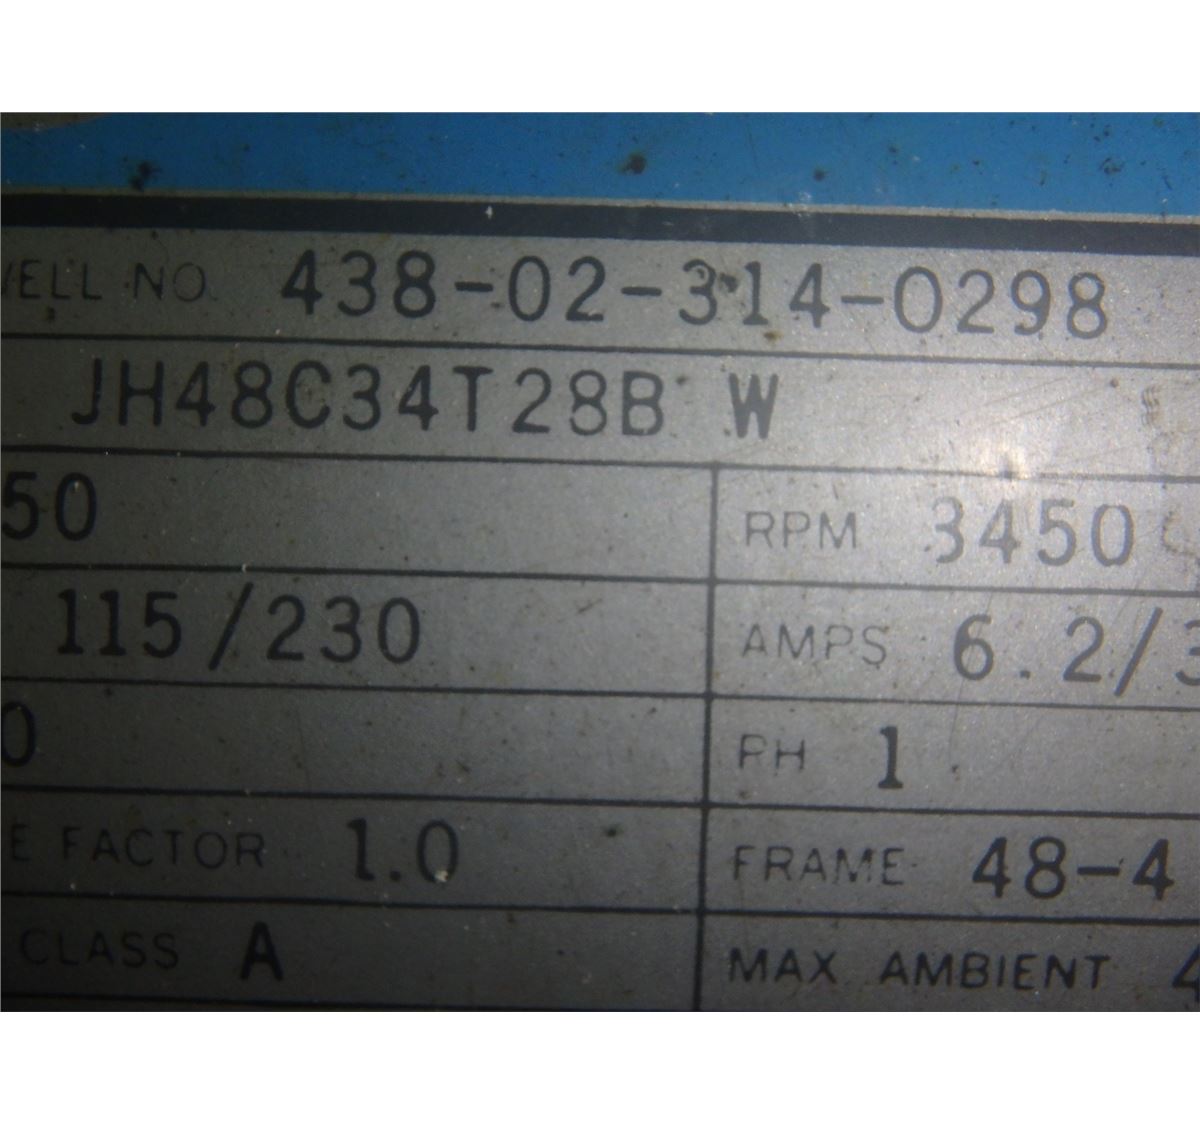 WELL NO. 438-02-314-0298
JH48C34T28B W
50 RPM 3450
115/230 AMPS 6.2/3
0 PH 1
E FACTOR 1.0 FRAME 48-4
CLASS A MAX AMBIENT 4